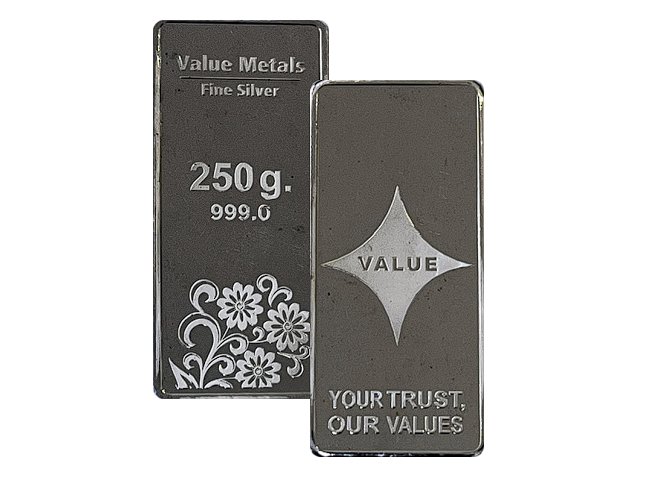 Value Metals
Fine Silver
250 g.
999.0
VALUE
YOUR TRUST,
OUR VALUES